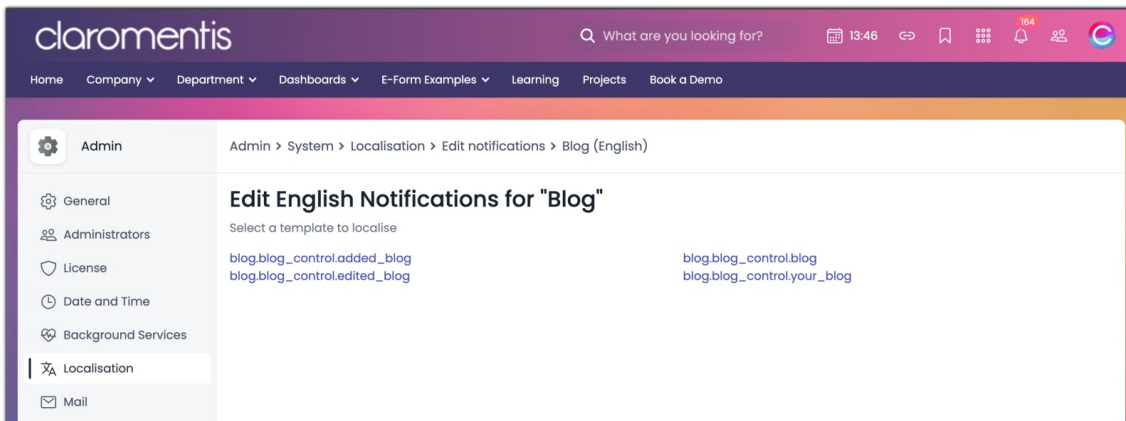 claromentis
What are you looking for?
13:46
164
Home Company Department Dashboards E-Form Examples Learning Projects Book a Demo
Admin
Admin > System > Localisation > Edit notifications > Blog (English)
General
Administrators
License
Date and Time
Background Services
Localisation
Mail
Edit English Notifications for "Blog"
Select a template to localise
blog.blog_control.added_blog
blog.blog_control.edited_blog
blog.blog_control.blog
blog.blog_control.your_blog